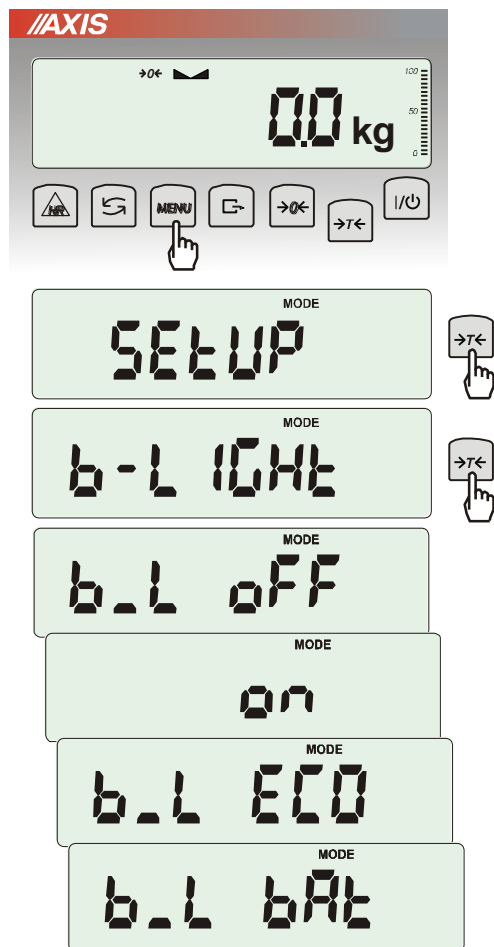 //AXIS
→0←
100
50
0
0.0 kg
HR MENU →0← →T← I/⏻
MODE
SEtUP
→T←
MODE
b-LIGHt
→T←
MODE
b_L oFF
MODE
on
MODE
b_L ECO
MODE
b_L bAt